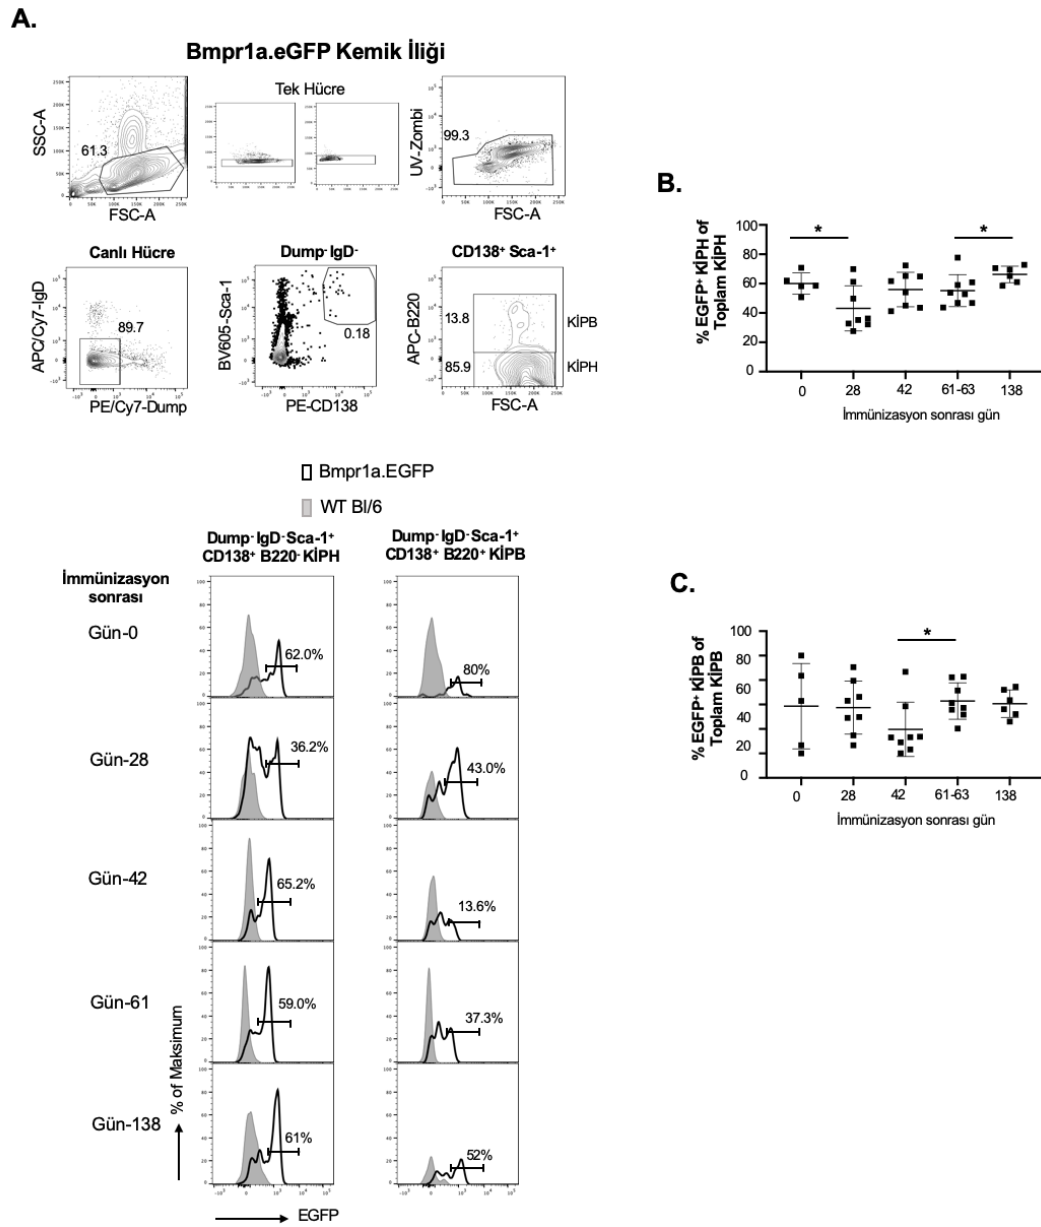 A.
Bmpr1a.eGFP Kemik İliği
Tek Hücre
SSC-A
61.3
FSC-A
UV-Zombi
99.3
FSC-A
Canlı Hücre
APC/Cy7-IgD
89.7
PE/Cy7-Dump
Dump⁻IgD⁻
BV605-Sca-1
0.18
PE-CD138
CD138⁺ Sca-1⁺
APC-B220
13.8
KİPB
85.9
KİPH
FSC-A
B.
% EGFP⁺ KİPH of
Toplam KİPH
100
80
60
40
20
0
*
*
0
28
42
61-63
138
İmmünizasyon sonrası gün
Bmpr1a.EGFP
WT Bl/6
Dump⁻IgD⁻Sca-1⁺
CD138⁺ B220⁻ KİPH
Dump⁻IgD⁻Sca-1⁺
CD138⁺ B220⁺ KİPB
İmmünizasyon
sonrası
Gün-0
62.0%
80%
Gün-28
36.2%
43.0%
Gün-42
65.2%
13.6%
Gün-61
59.0%
37.3%
Gün-138
61%
52%
% of Maksimum
EGFP
C.
% EGFP⁺ KİPB of
Toplam KİPB
100
80
60
40
20
0
*
0
28
42
61-63
138
İmmünizasyon sonrası gün